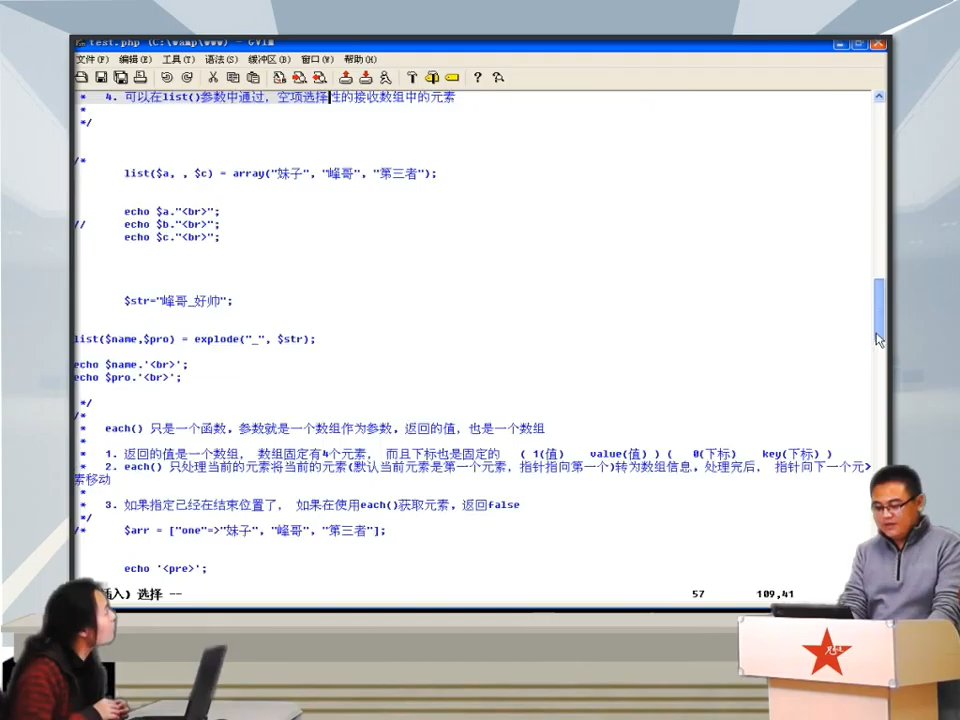 test.php (C:\wamp\www) - GVIM
文件(F) 编辑(E) 工具(T) 语法(S) 缓冲区(B) 窗口(W) 帮助(H)
* 4. 可以在list()参数中通过, 空项选择性的接收数组中的元素
*
*/
/*
list($a, , $c) = array("妹子", "峰哥", "第三者");
echo $a."<br>";
// echo $b."<br>";
echo $c."<br>";
$str="峰哥_好帅";
list($name,$pro) = explode("_", $str);
echo $name.'<br>';
echo $pro.'<br>';
*/
/*
* each() 只是一个函数, 参数就是一个数组作为参数, 返回的值, 也是一个数组
*
* 1. 返回的值是一个数组, 数组固定有4个元素, 而且下标也是固定的 ( 1(值) value(值) ) ( 0(下标) key(下标) )
* 2. each() 只处理当前的元素将当前的元素(默认当前元素是第一个元素, 指针指向第一个)转为数组信息, 处理完后, 指针向下一个元>
素移动
*
* 3. 如果指定己经在结束位置了, 如果在使用each()获取元素, 返回false
*/
/* $arr = ["one"=>"妹子", "峰哥", "第三者"];
echo '<pre>';
插入) 选择 -- 57 109,41